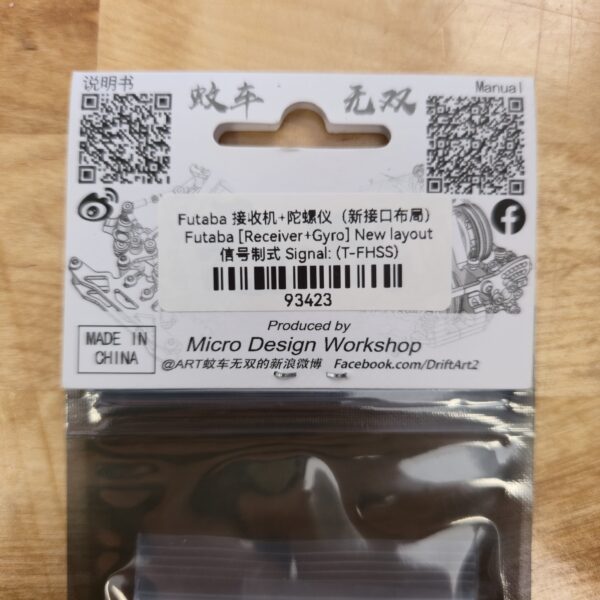 说明书
蚊车 无双
Manual
Futaba 接收机+陀螺仪（新接口布局）
Futaba [Receiver+Gyro] New layout
信号制式 Signal: (T-FHSS)
93423
Produced by
Micro Design Workshop
MADE IN
CHINA
@ART蚊车无双的新浪微博 Facebook.com/DriftArt2